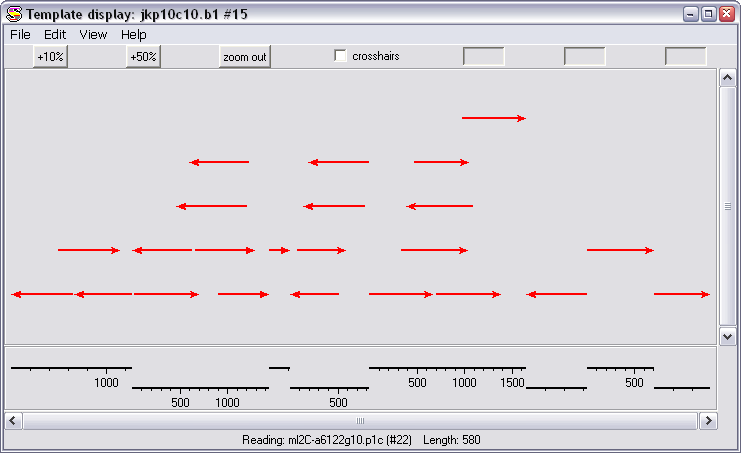 Template display: jkp10c10.b1 #15
File Edit View Help
+10% +50% zoom out crosshairs
1000 500 1000 1500 500
500 1000 500
Reading: ml2C-a6122g10.p1c (#22) Length: 580